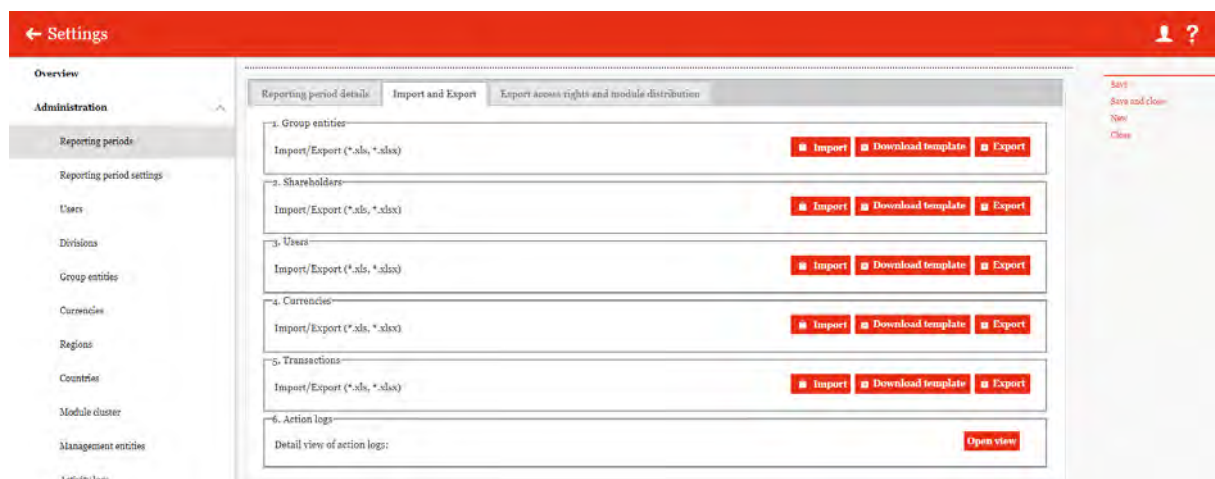 ← Settings
?
Overview
Administration
Reporting periods
Reporting period settings
Users
Divisions
Group entities
Currencies
Regions
Countries
Module cluster
Management entities
Activity logs
Reporting period details Import and Export Export access rights and module distribution
1. Group entities
Import/Export (*.xls, *.xlsx) Import Download template Export
2. Shareholders
Import/Export (*.xls, *.xlsx) Import Download template Export
3. Users
Import/Export (*.xls, *.xlsx) Import Download template Export
4. Currencies
Import/Export (*.xls, *.xlsx) Import Download template Export
5. Transactions
Import/Export (*.xls, *.xlsx) Import Download template Export
6. Action logs
Detail view of action logs: Open view
Save
Save and close
New
Close